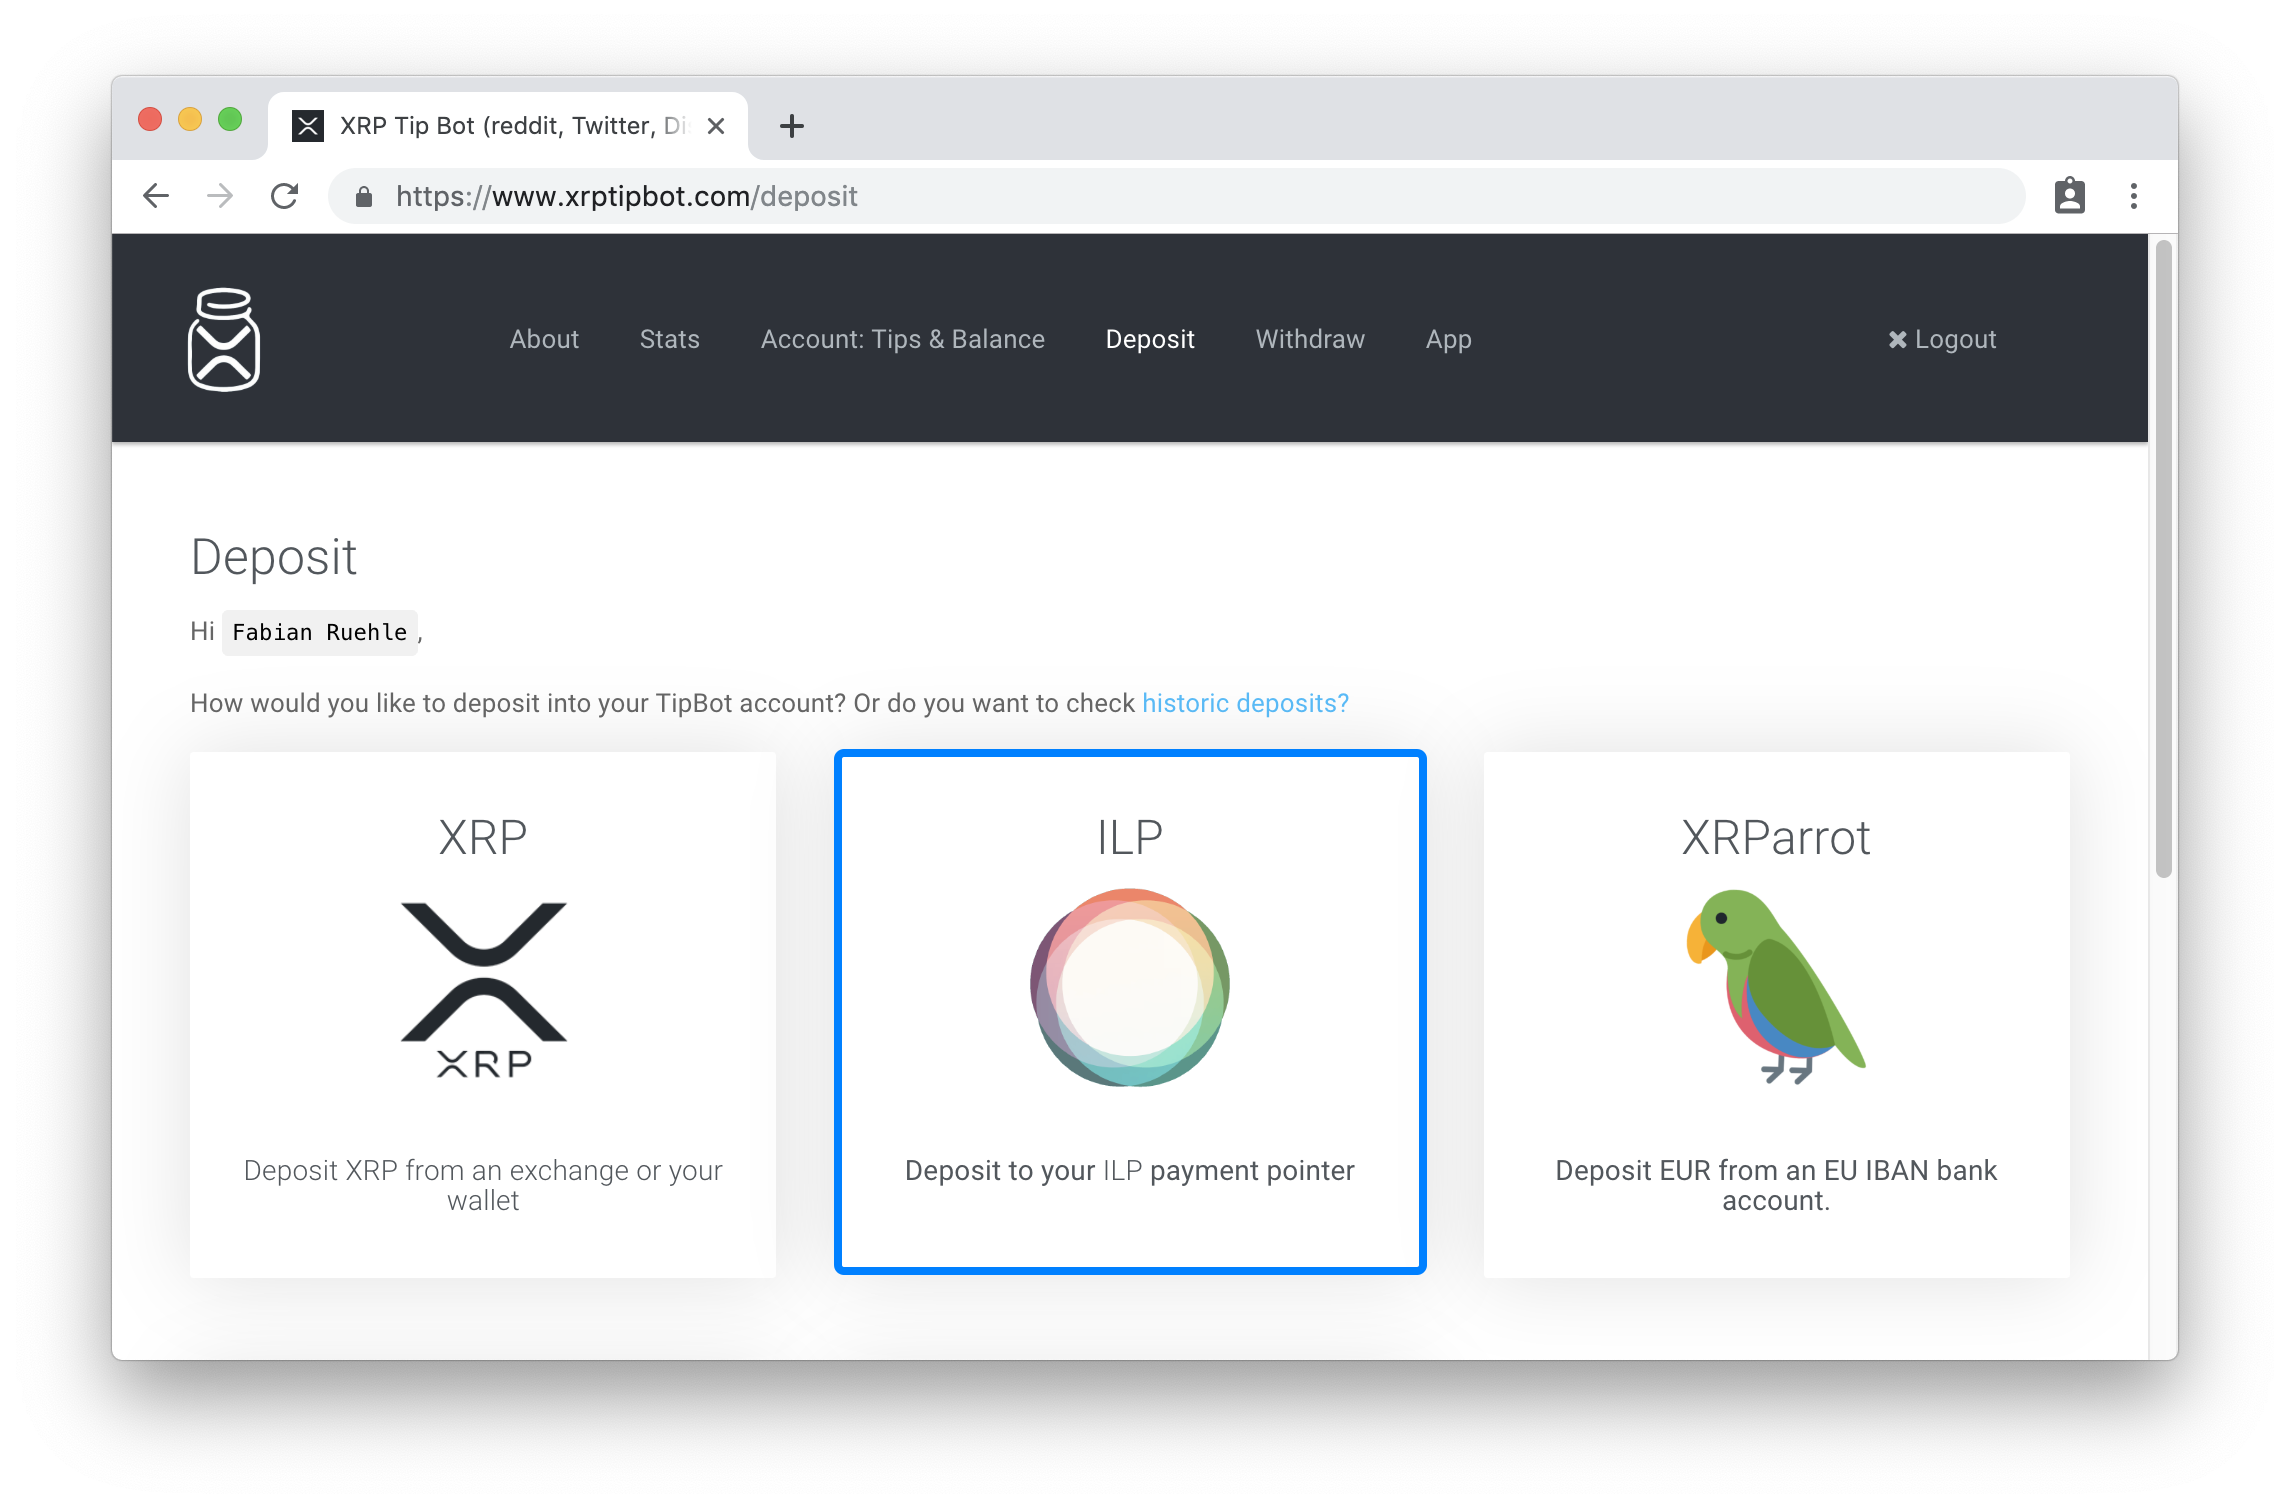 XRP Tip Bot (reddit, Twitter, Di
https://www.xrptipbot.com/deposit
About Stats Account: Tips & Balance Deposit Withdraw App Logout
Deposit
Hi Fabian Ruehle,
How would you like to deposit into your TipBot account? Or do you want to check historic deposits?
XRP
XRP
Deposit XRP from an exchange or your
wallet
ILP
Deposit to your ILP payment pointer
XRParrot
Deposit EUR from an EU IBAN bank
account.